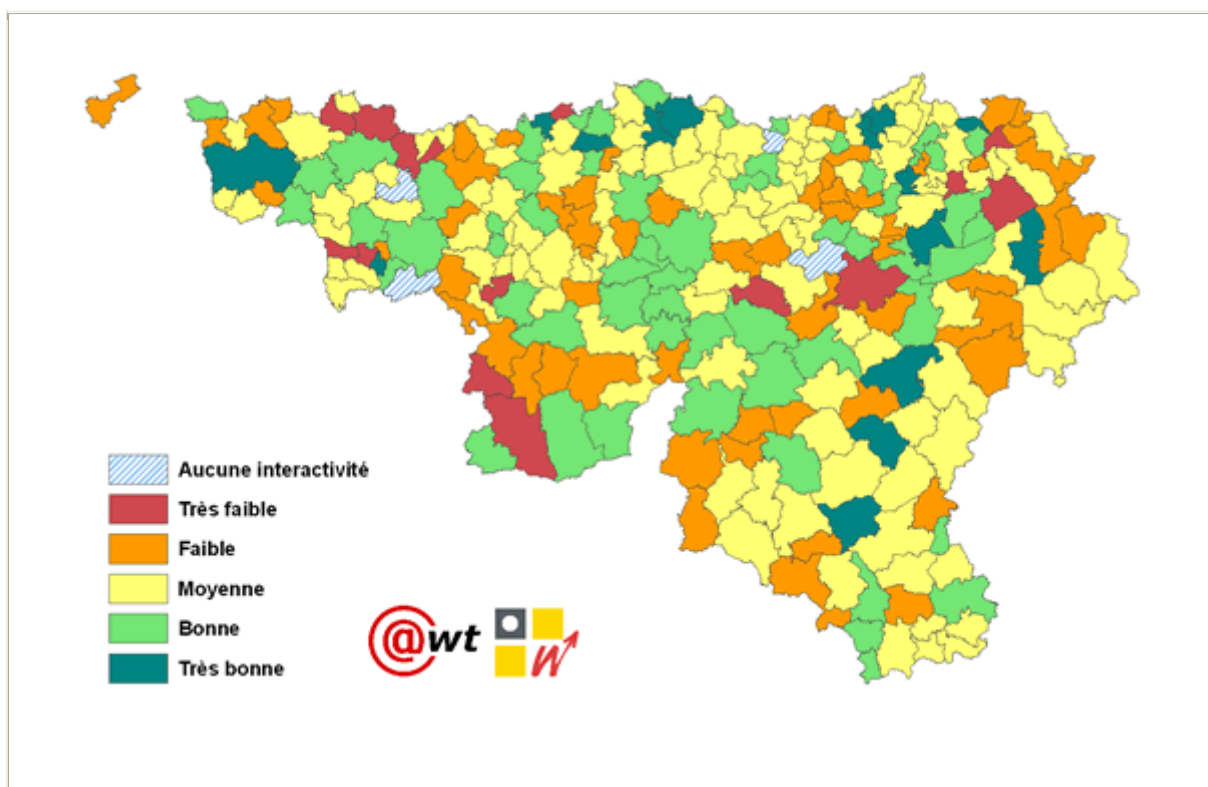 Aucune interactivité
Très faible
Faible
Moyenne
Bonne
Très bonne
@wt
W